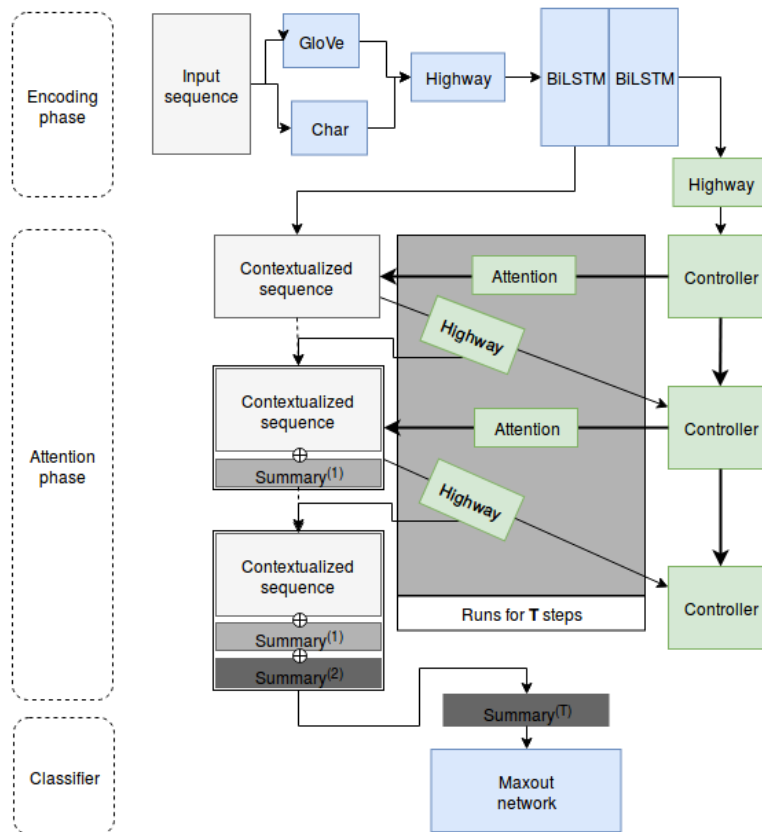 Encoding
phase
Input
sequence
GloVe
Char
Highway
BiLSTM
BiLSTM
Highway
Attention
phase
Contextualized
sequence
Attention
Controller
Highway
Contextualized
sequence
Summary(1)
Attention
Controller
Highway
Contextualized
sequence
Summary(1)
Summary(2)
Runs for T steps
Controller
Classifier
Summary(T)
Maxout
network